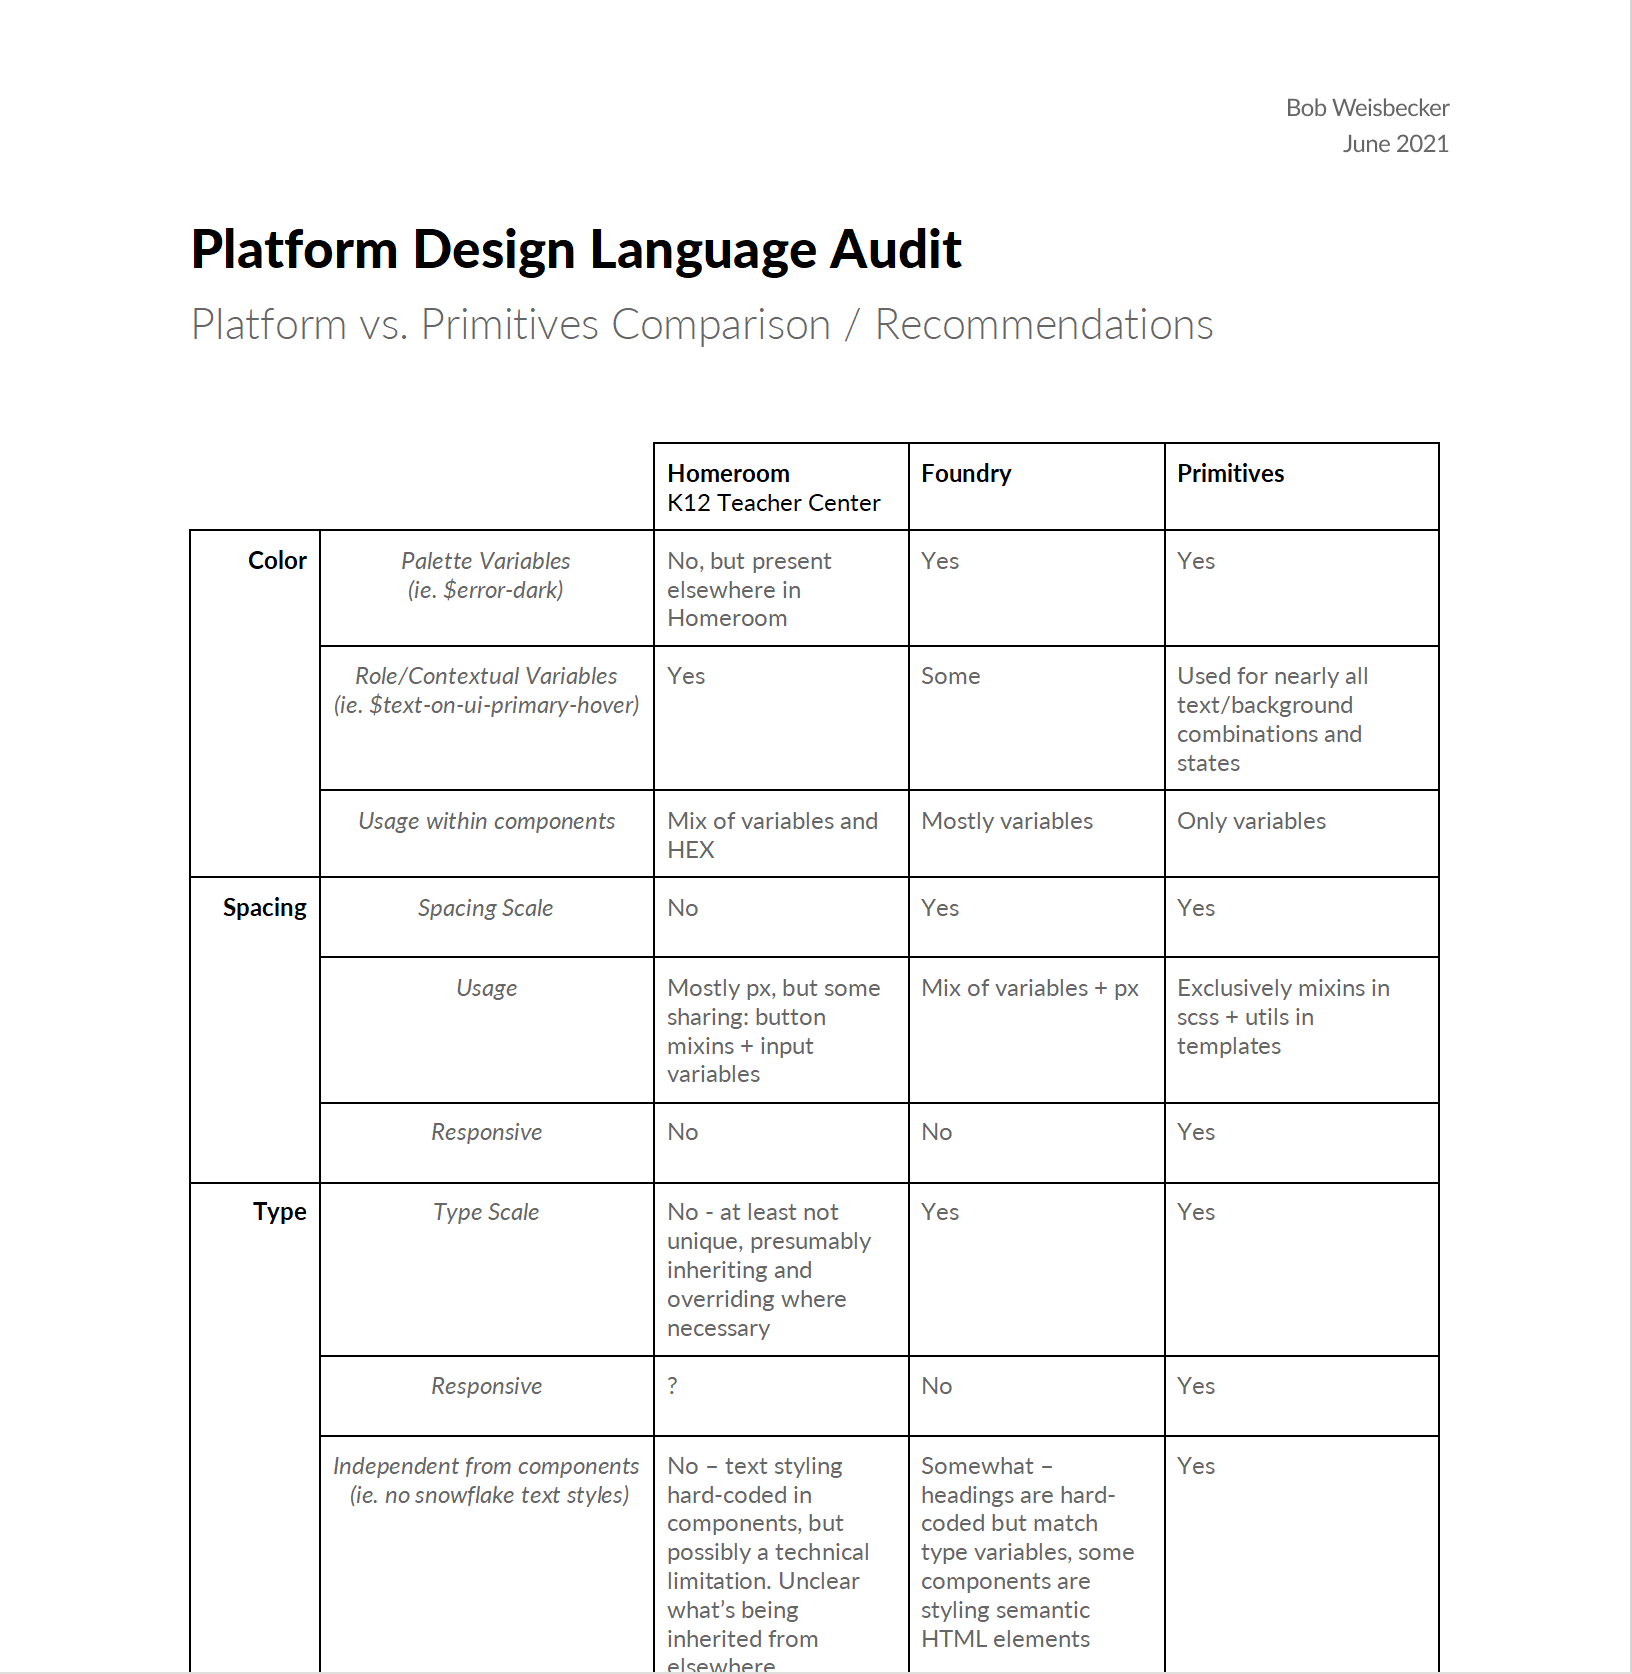 Bob Weisbecker
June 2021
Platform Design Language Audit
Platform vs. Primitives Comparison / Recommendations
Homeroom
K12 Teacher Center
Foundry
Primitives
Color
Palette Variables
(ie. $error-dark)
No, but present
elsewhere in
Homeroom
Yes
Yes
Role/Contextual Variables
(ie. $text-on-ui-primary-hover)
Yes
Some
Used for nearly all
text/background
combinations and
states
Usage within components
Mix of variables and
HEX
Mostly variables
Only variables
Spacing
Spacing Scale
No
Yes
Yes
Usage
Mostly px, but some
sharing: button
mixins + input
variables
Mix of variables + px
Exclusively mixins in
scss + utils in
templates
Responsive
No
No
Yes
Type
Type Scale
No - at least not
unique, presumably
inheriting and
overriding where
necessary
Yes
Yes
Responsive
?
No
Yes
Independent from components
(ie. no snowflake text styles)
No – text styling
hard-coded in
components, but
possibly a technical
limitation. Unclear
what’s being
inherited from
elsewhere
Somewhat –
headings are hard-
coded but match
type variables, some
components are
styling semantic
HTML elements
Yes